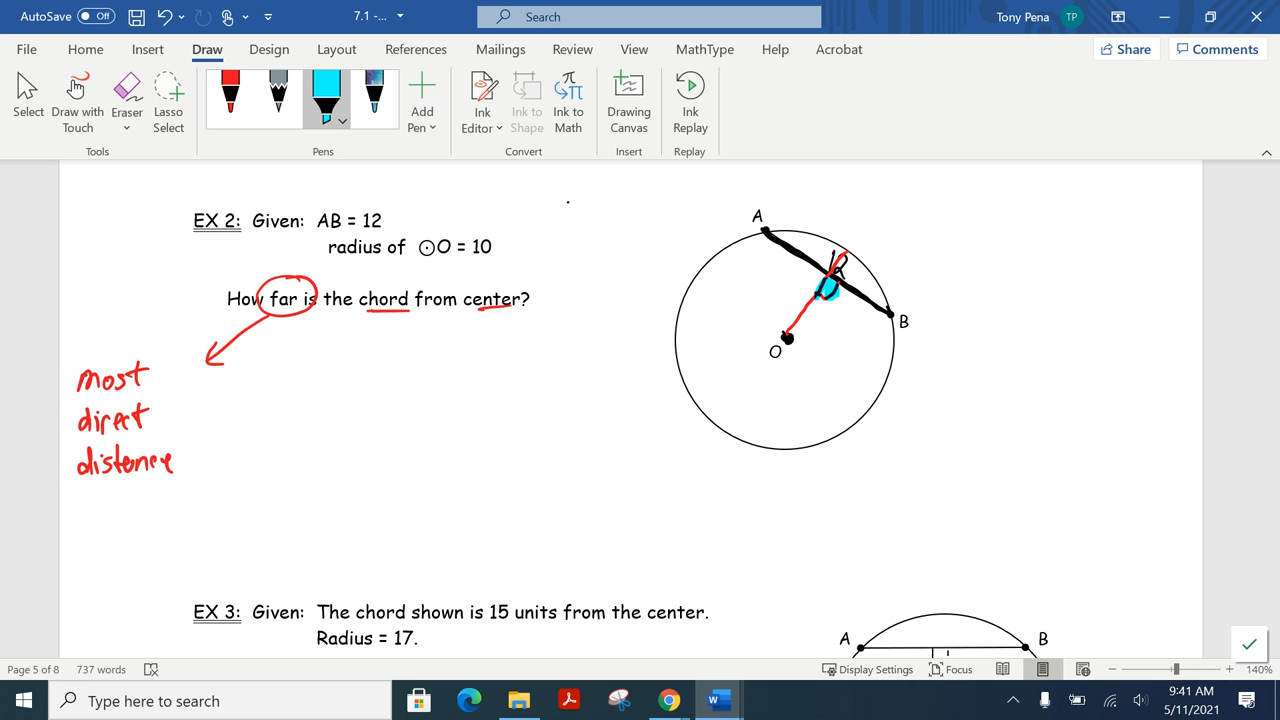 AutoSave Off 7.1 -... Search Tony Pena TP
File Home Insert Draw Design Layout References Mailings Review View MathType Help Acrobat Share Comments
Select Draw with Touch Eraser Lasso Select Add Pen Ink Editor Ink to Shape Ink to Math Drawing Canvas Ink Replay
Tools Pens Convert Insert Replay
EX 2: Given: AB = 12
radius of ⊙O = 10
How far is the chord from center?
most
direct
distance
A
B
O
EX 3: Given: The chord shown is 15 units from the center.
Radius = 17.
A B
Page 5 of 8 737 words Display Settings Focus 140%
Type here to search
9:41 AM
5/11/2021